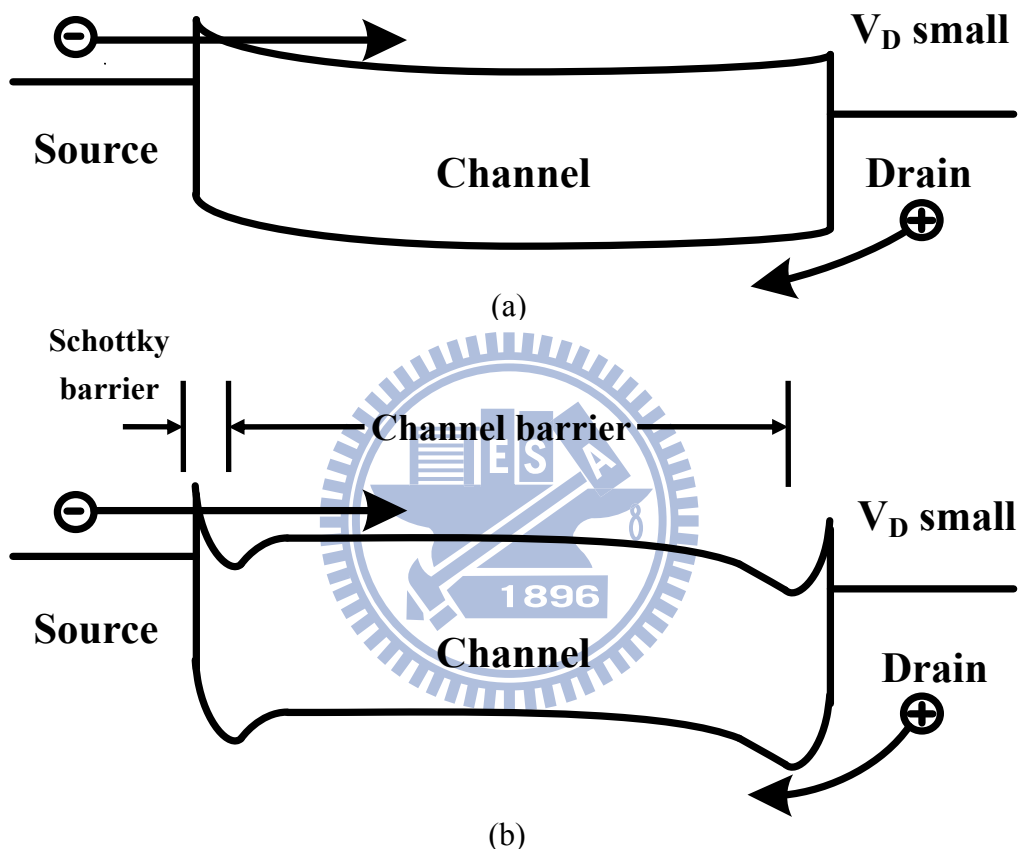 V_D small
Source
Channel
Drain
(a)
Schottky
barrier
Channel barrier
E S A
V_D small
1896
Source
Channel
Drain
(b)